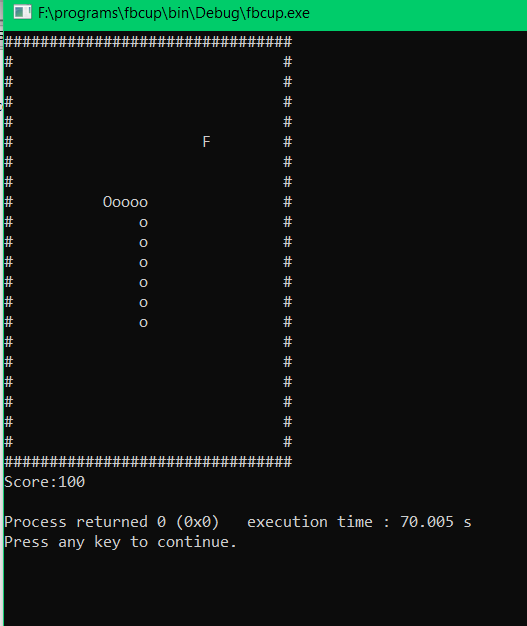 F:\programs\fbcup\bin\Debug\fbcup.exe
################################
#                              #
#                              #
#                              #
#                              #
#                     F        #
#                              #
#                              #
#          Ooooo               #
#              o               #
#              o               #
#              o               #
#              o               #
#              o               #
#              o               #
#                              #
#                              #
#                              #
#                              #
#                              #
#                              #
################################
Score:100
Process returned 0 (0x0)   execution time : 70.005 s
Press any key to continue.